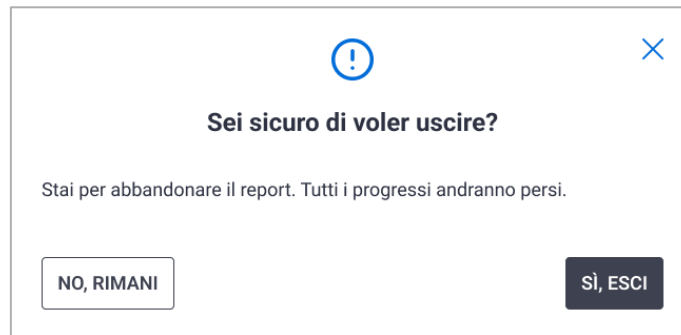 Sei sicuro di voler uscire?
Stai per abbandonare il report. Tutti i progressi andranno persi.
NO, RIMANI
SÌ, ESCI